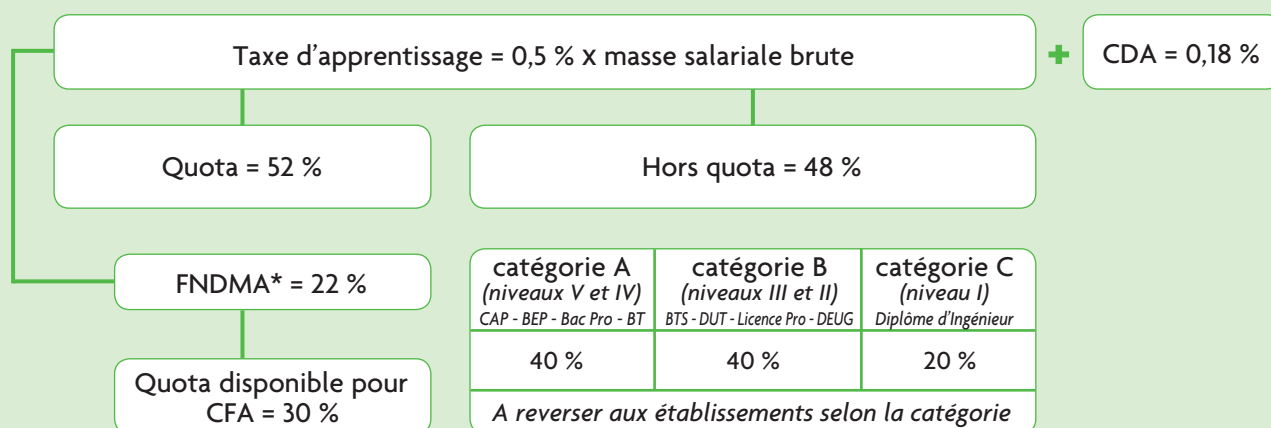 Taxe d'apprentissage = 0,5 % x masse salariale brute
CDA = 0,18 %
Quota = 52 %
Hors quota = 48 %
FNDMA* = 22 %
Quota disponible pour
CFA = 30 %
catégorie A
(niveaux V et IV)
CAP - BEP - Bac Pro - BT
catégorie B
(niveaux III et II)
BTS - DUT - Licence Pro - DEUG
catégorie C
(niveau I)
Diplôme d'Ingénieur
40 %
40 %
20 %
A reverser aux établissements selon la catégorie